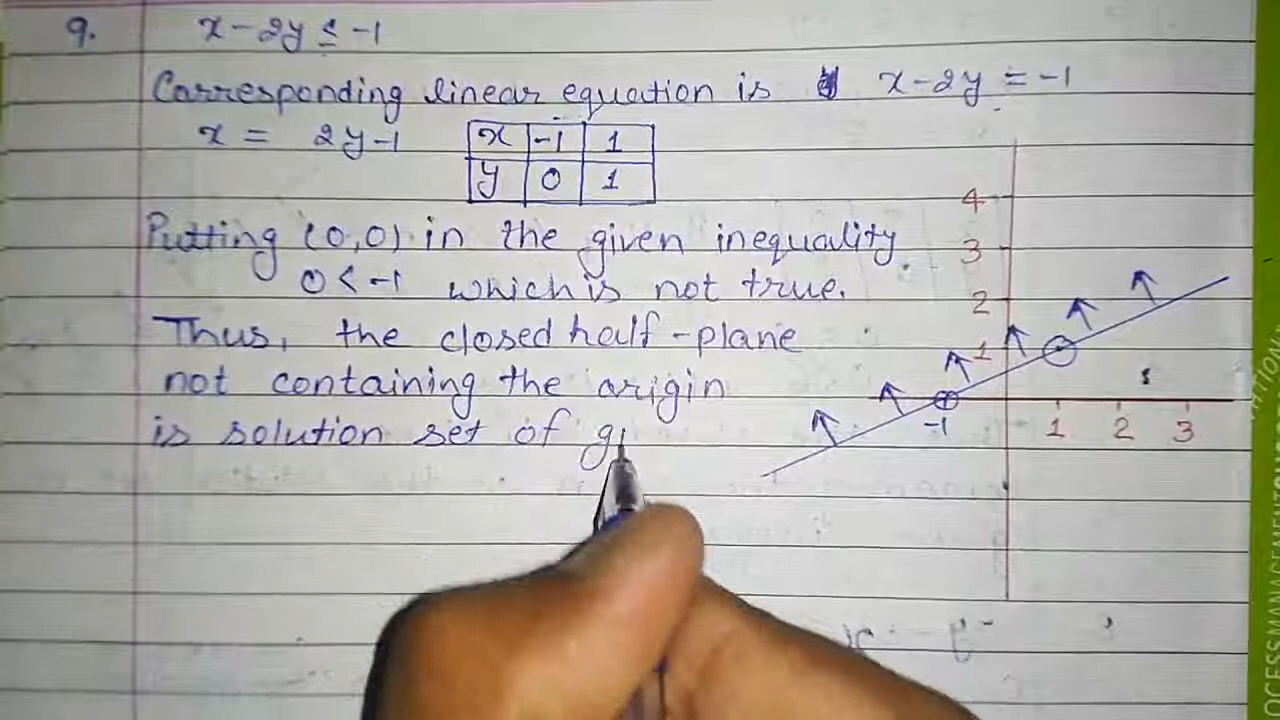 9. x-2y ≤ -1
Carresponding linear equation is x-2y = -1
x = 2y-1
x -1 1
y 0 1
Putting (0,0) in the given inequality
0 < -1 which is not true.
Thus, the closed half-plane
not containing the arigin
is solution set of
4
3
2
1
-1 1 2 3